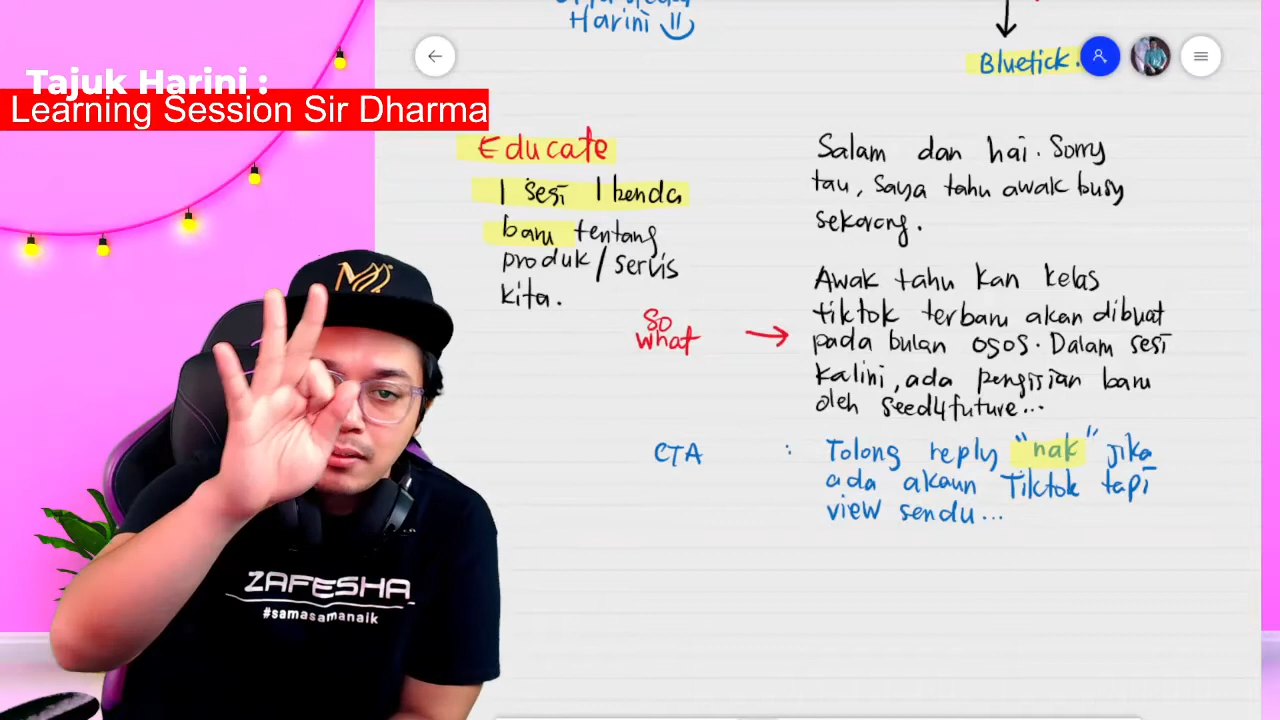 Harini
Bluetick.
Tajuk Harini :
Learning Session Sir Dharma
Educate
1 sesi 1 benda
baru tentang
produk/servis
kita.
So
what
Salam dan hai. Sorry
tau, saya tahu awak busy
sekarang.
Awak tahu kan kelas
tiktok terbaru akan dibuat
pada bulan ogos. Dalam sesi
kalini, ada pengisian baru
oleh seed4future...
CTA :
Tolong reply "nak" jika
ada akaun Tiktok tapi
view sendu...
ZAFESHA
#samasamanaik